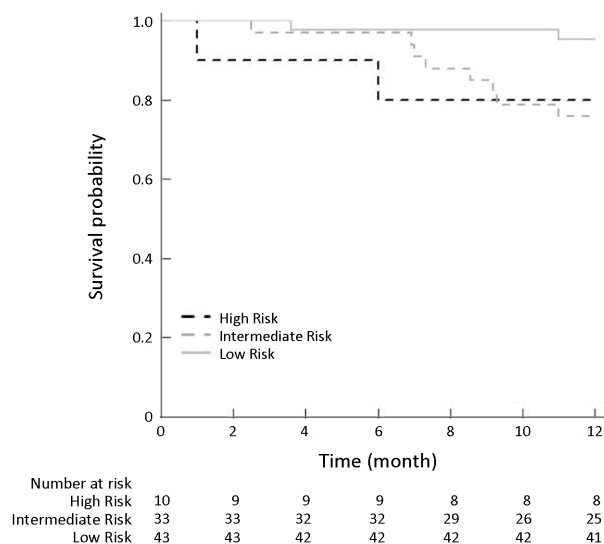 1.0
0.8
0.6
0.4
0.2
0
Survival probability
High Risk
Intermediate Risk
Low Risk
0 2 4 6 8 10 12
Time (month)
Number at risk
High Risk 10 9 9 9 8 8 8
Intermediate Risk 33 33 32 32 29 26 25
Low Risk 43 43 42 42 42 42 41